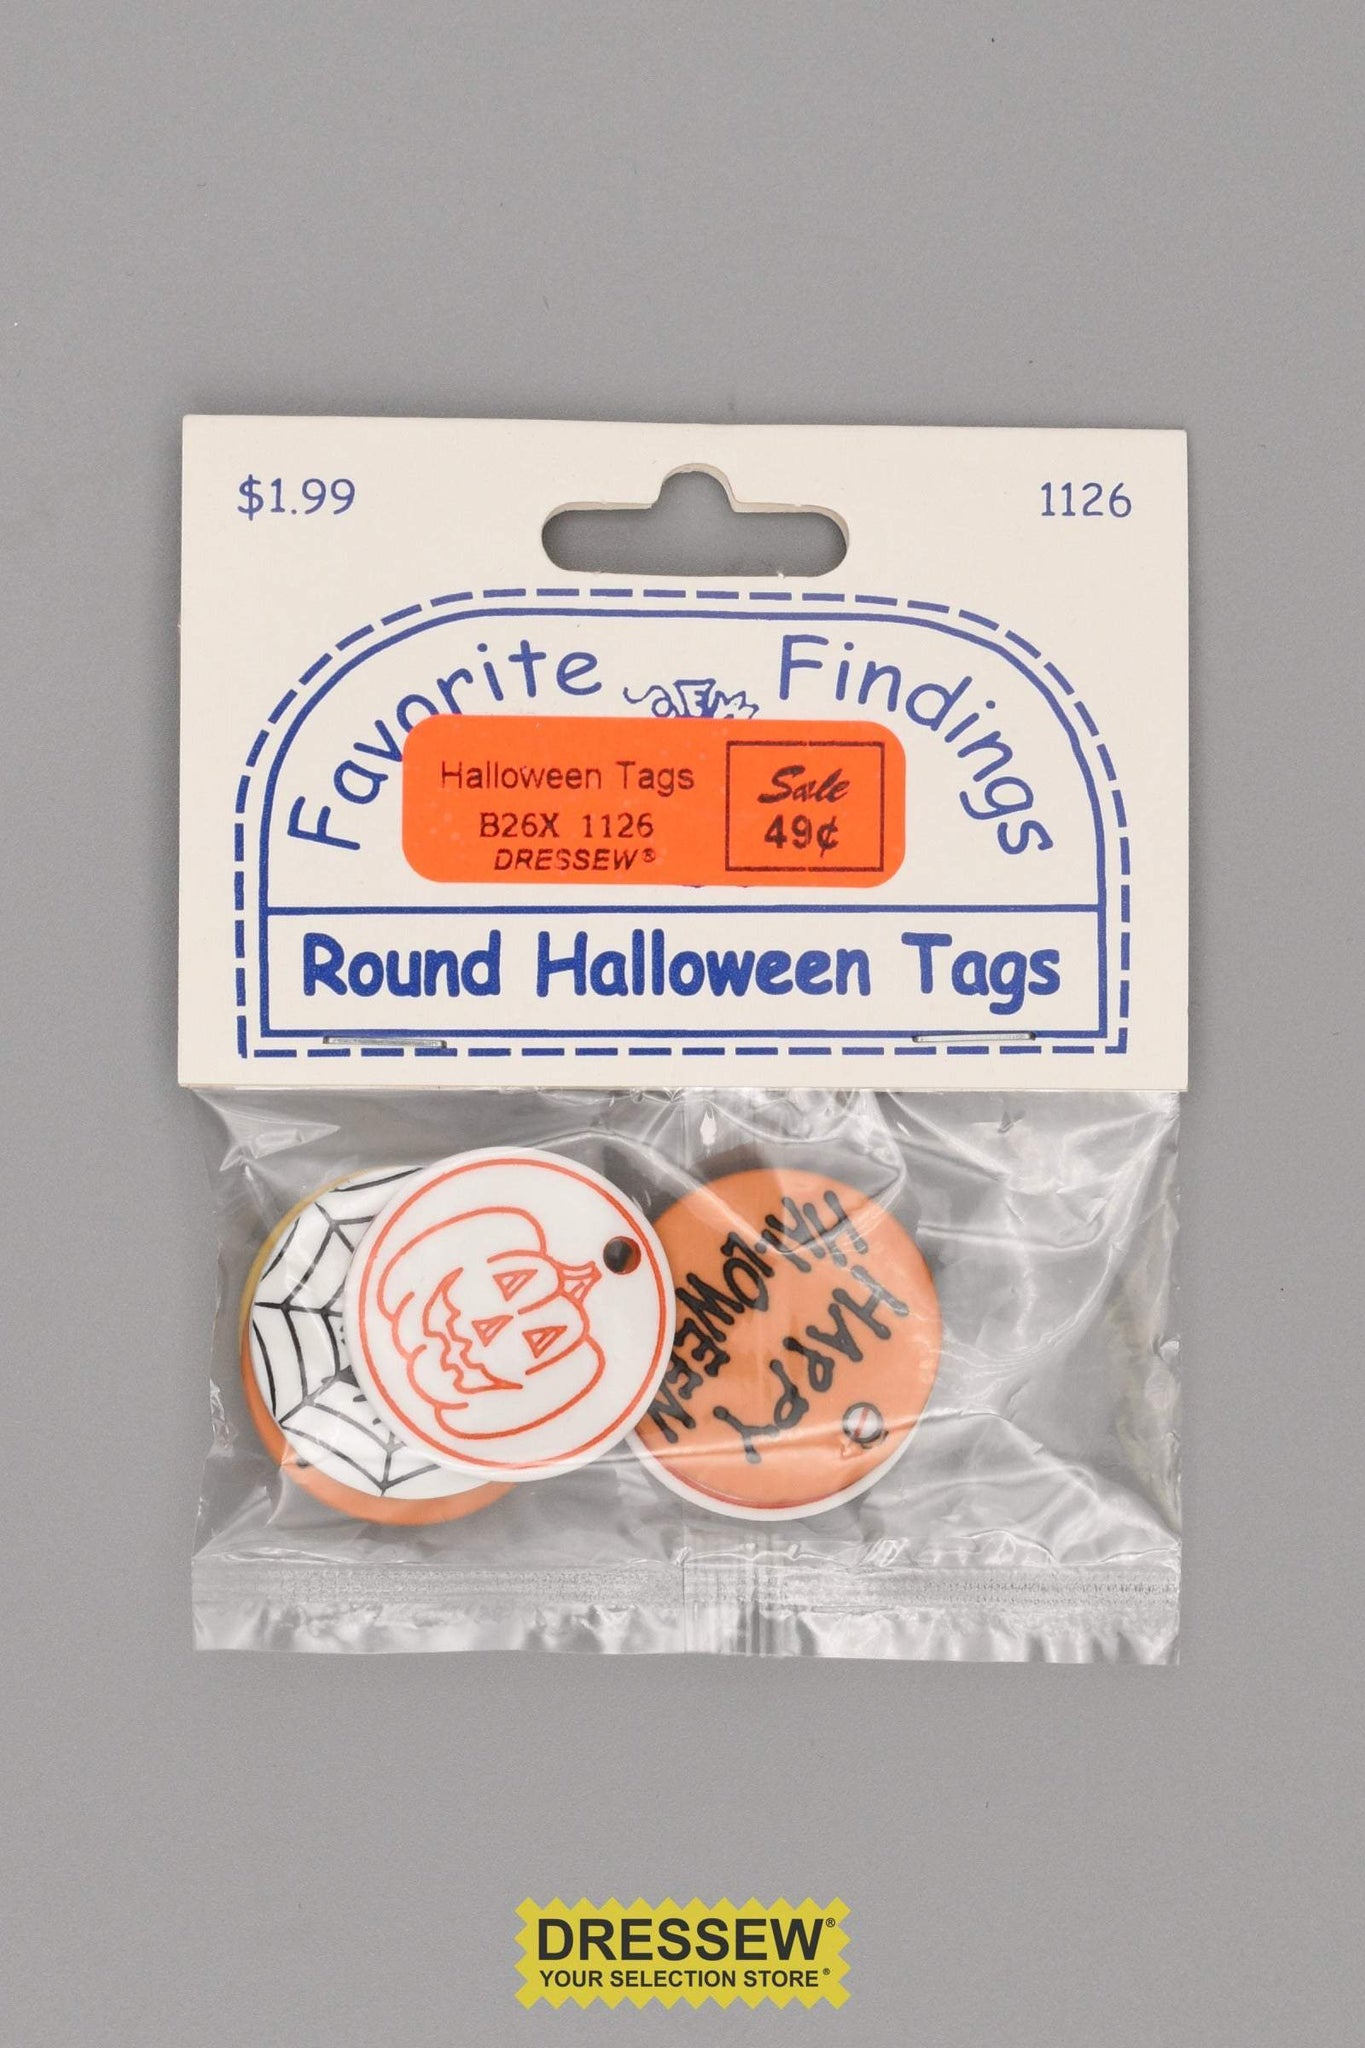 $1.99
1126
Favorite Findings
Halloween Tags
B26X 1126
DRESSEW®
Sale
49¢
Round Halloween Tags
HAPPY
HALLOWEEN
DRESSEW®
YOUR SELECTION STORE®